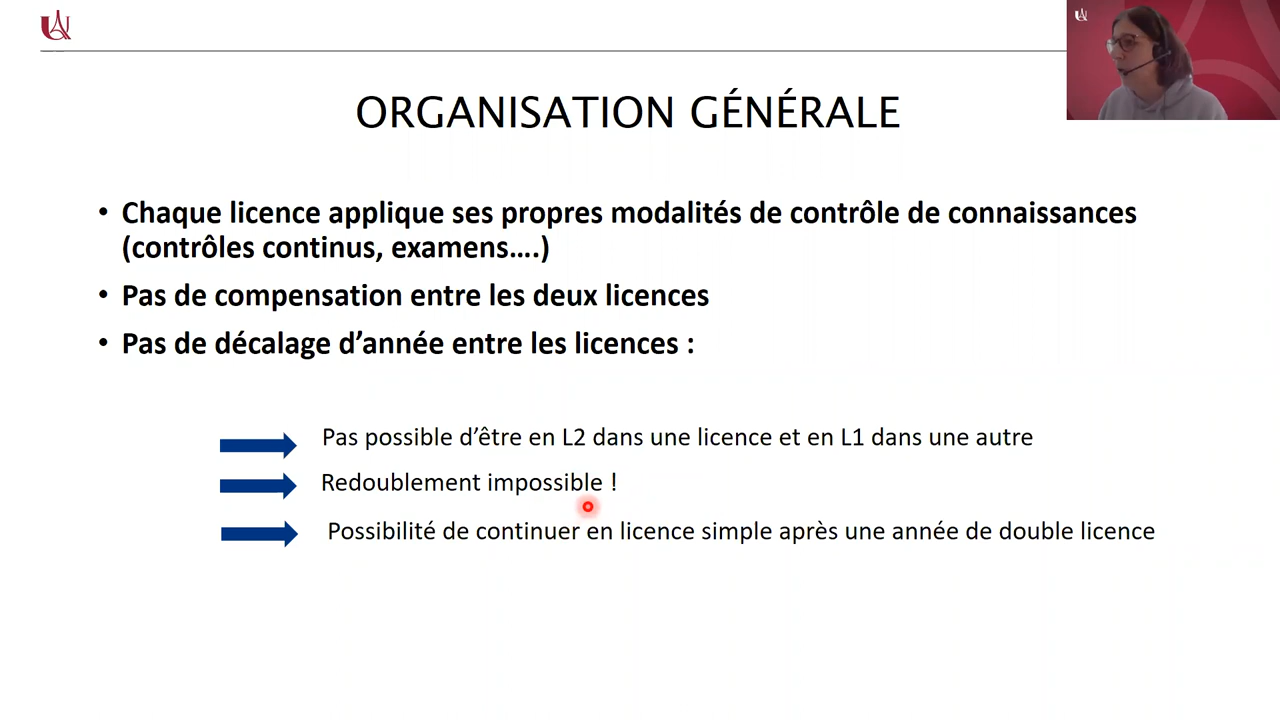 ORGANISATION GÉNÉRALE
• Chaque licence applique ses propres modalités de contrôle de connaissances
(contrôles continus, examens….)
• Pas de compensation entre les deux licences
• Pas de décalage d’année entre les licences :
Pas possible d’être en L2 dans une licence et en L1 dans une autre
Redoublement impossible !
Possibilité de continuer en licence simple après une année de double licence